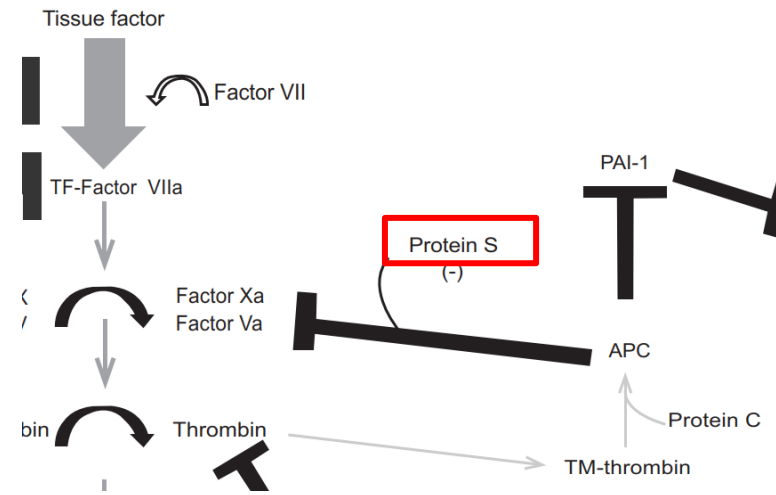 Tissue factor
Factor VII
PAI-1
TF-Factor VIIa
Protein S
(-)
Factor Xa
Factor Va
APC
Protein C
bin
Thrombin
TM-thrombin